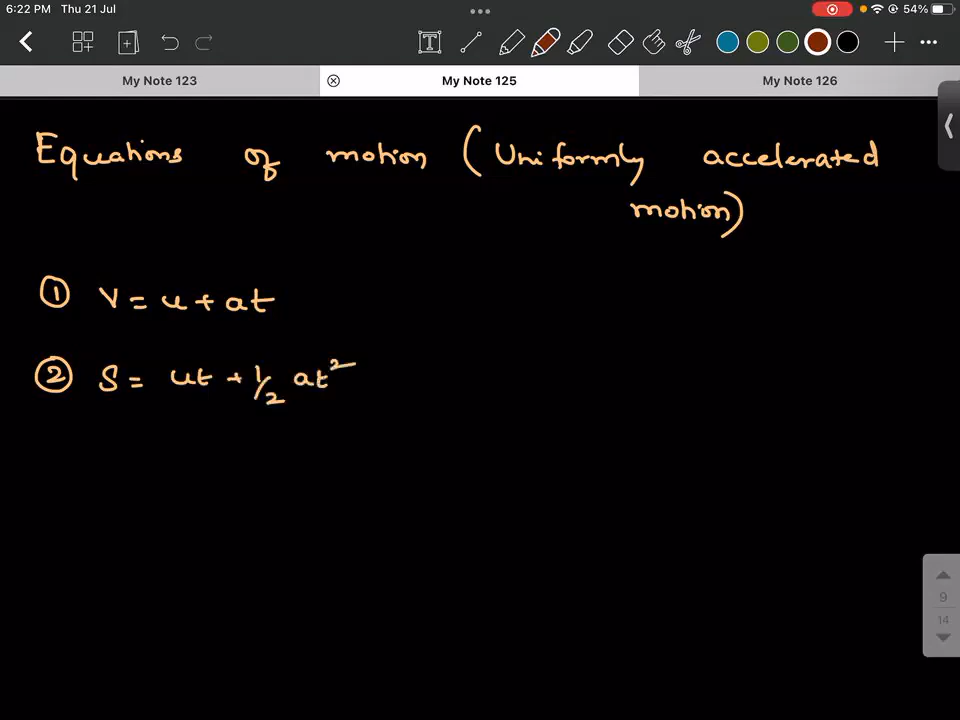 6:22 PM Thu 21 Jul 54%
My Note 123 My Note 125 My Note 126
Equations of motion (Uniformly accelerated
motion)
① v = u + at
② S = ut + 1/2 at²
9
14